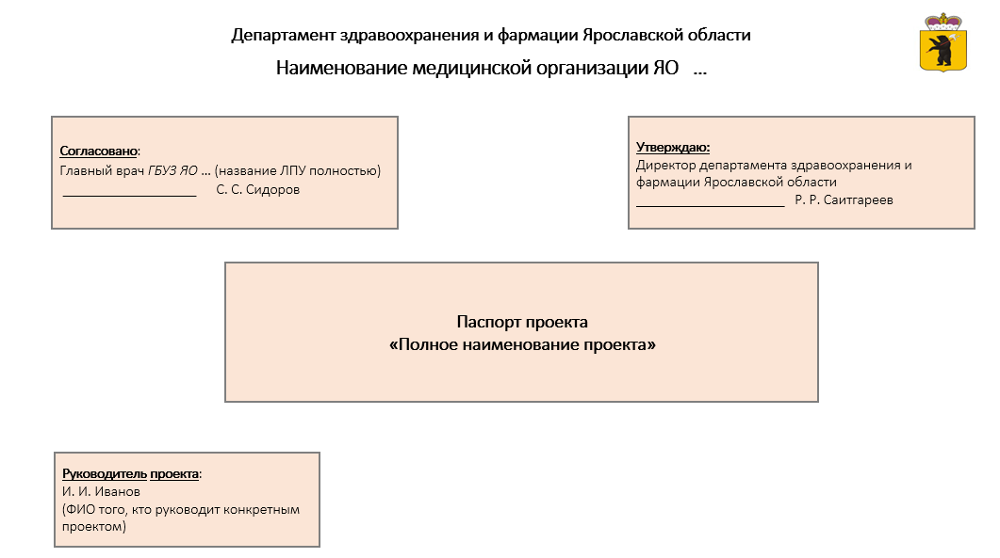 Департамент здравоохранения и фармации Ярославской области
Наименование медицинской организации ЯО ...
Согласовано:
Главный врач ГБУЗ ЯО ... (название ЛПУ полностью)
____________________ С. С. Сидоров
Утверждаю:
Директор департамента здравоохранения и
фармации Ярославской области
______________________ Р. Р. Саитгареев
Паспорт проекта
«Полное наименование проекта»
Руководитель проекта:
И. И. Иванов
(ФИО того, кто руководит конкретным
проектом)